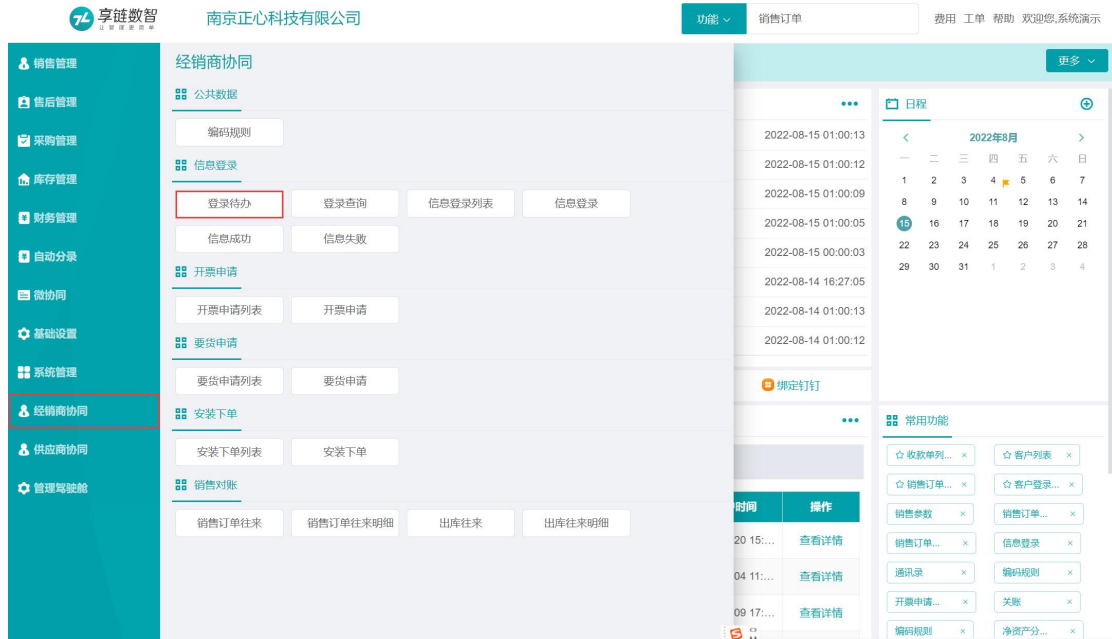 享链数智
让管理更简单
南京正心科技有限公司
功能
销售订单
费用 工单 帮助 欢迎您,系统演示
更多
销售管理
售后管理
采购管理
库存管理
财务管理
自动分录
微协同
基础设置
系统管理
经销商协同
供应商协同
管理驾驶舱
经销商协同
公共数据
编码规则
信息登录
登录待办 登录查询 信息登录列表 信息登录
信息成功 信息失败
开票申请
开票申请列表 开票申请
要货申请
要货申请列表 要货申请
安装下单
安装下单列表 安装下单
销售对账
销售订单往来 销售订单往来明细 出库往来 出库往来明细
2022-08-15 01:00:13
2022-08-15 01:00:12
2022-08-15 01:00:09
2022-08-15 01:00:05
2022-08-15 00:00:03
2022-08-14 16:27:05
2022-08-14 01:00:13
2022-08-14 01:00:12
绑定钉钉
时间 操作
20 15:... 查看详情
04 11:... 查看详情
09 17:... 查看详情
日程
2022年8月
一 二 三 四 五 六 日
1 2 3 4 5 6 7
8 9 10 11 12 13 14
15 16 17 18 19 20 21
22 23 24 25 26 27 28
29 30 31 1 2 3 4
常用功能
收款单列... × 客户列表 ×
销售订单... × 客户登录... ×
销售参数 × 销售订单... ×
销售订单... × 信息登录 ×
通讯录 × 编码规则 ×
开票申请... × 关账 ×
编码规则 × 净资产分... ×